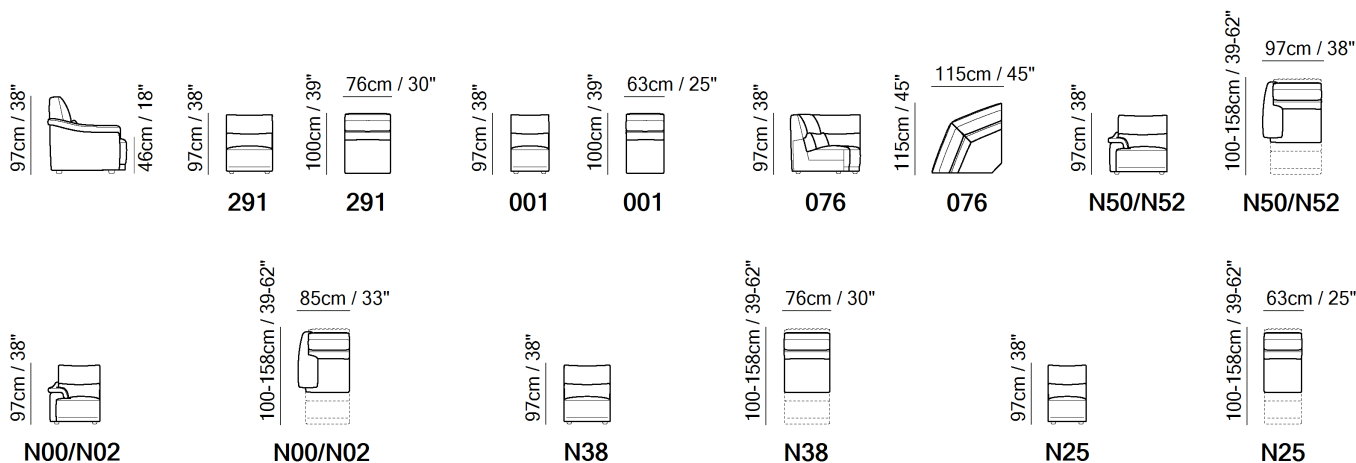 97cm / 38"
46cm / 18"
97cm / 38"
291
100cm / 39"
76cm / 30"
291
97cm / 38"
001
100cm / 39"
63cm / 25"
001
97cm / 38"
076
115cm / 45"
115cm / 45"
076
97cm / 38"
N50/N52
100-158cm / 39-62"
97cm / 38"
N50/N52
97cm / 38"
N00/N02
100-158cm / 39-62"
85cm / 33"
N00/N02
97cm / 38"
N38
100-158cm / 39-62"
76cm / 30"
N38
97cm / 38"
N25
100-158cm / 39-62"
63cm / 25"
N25